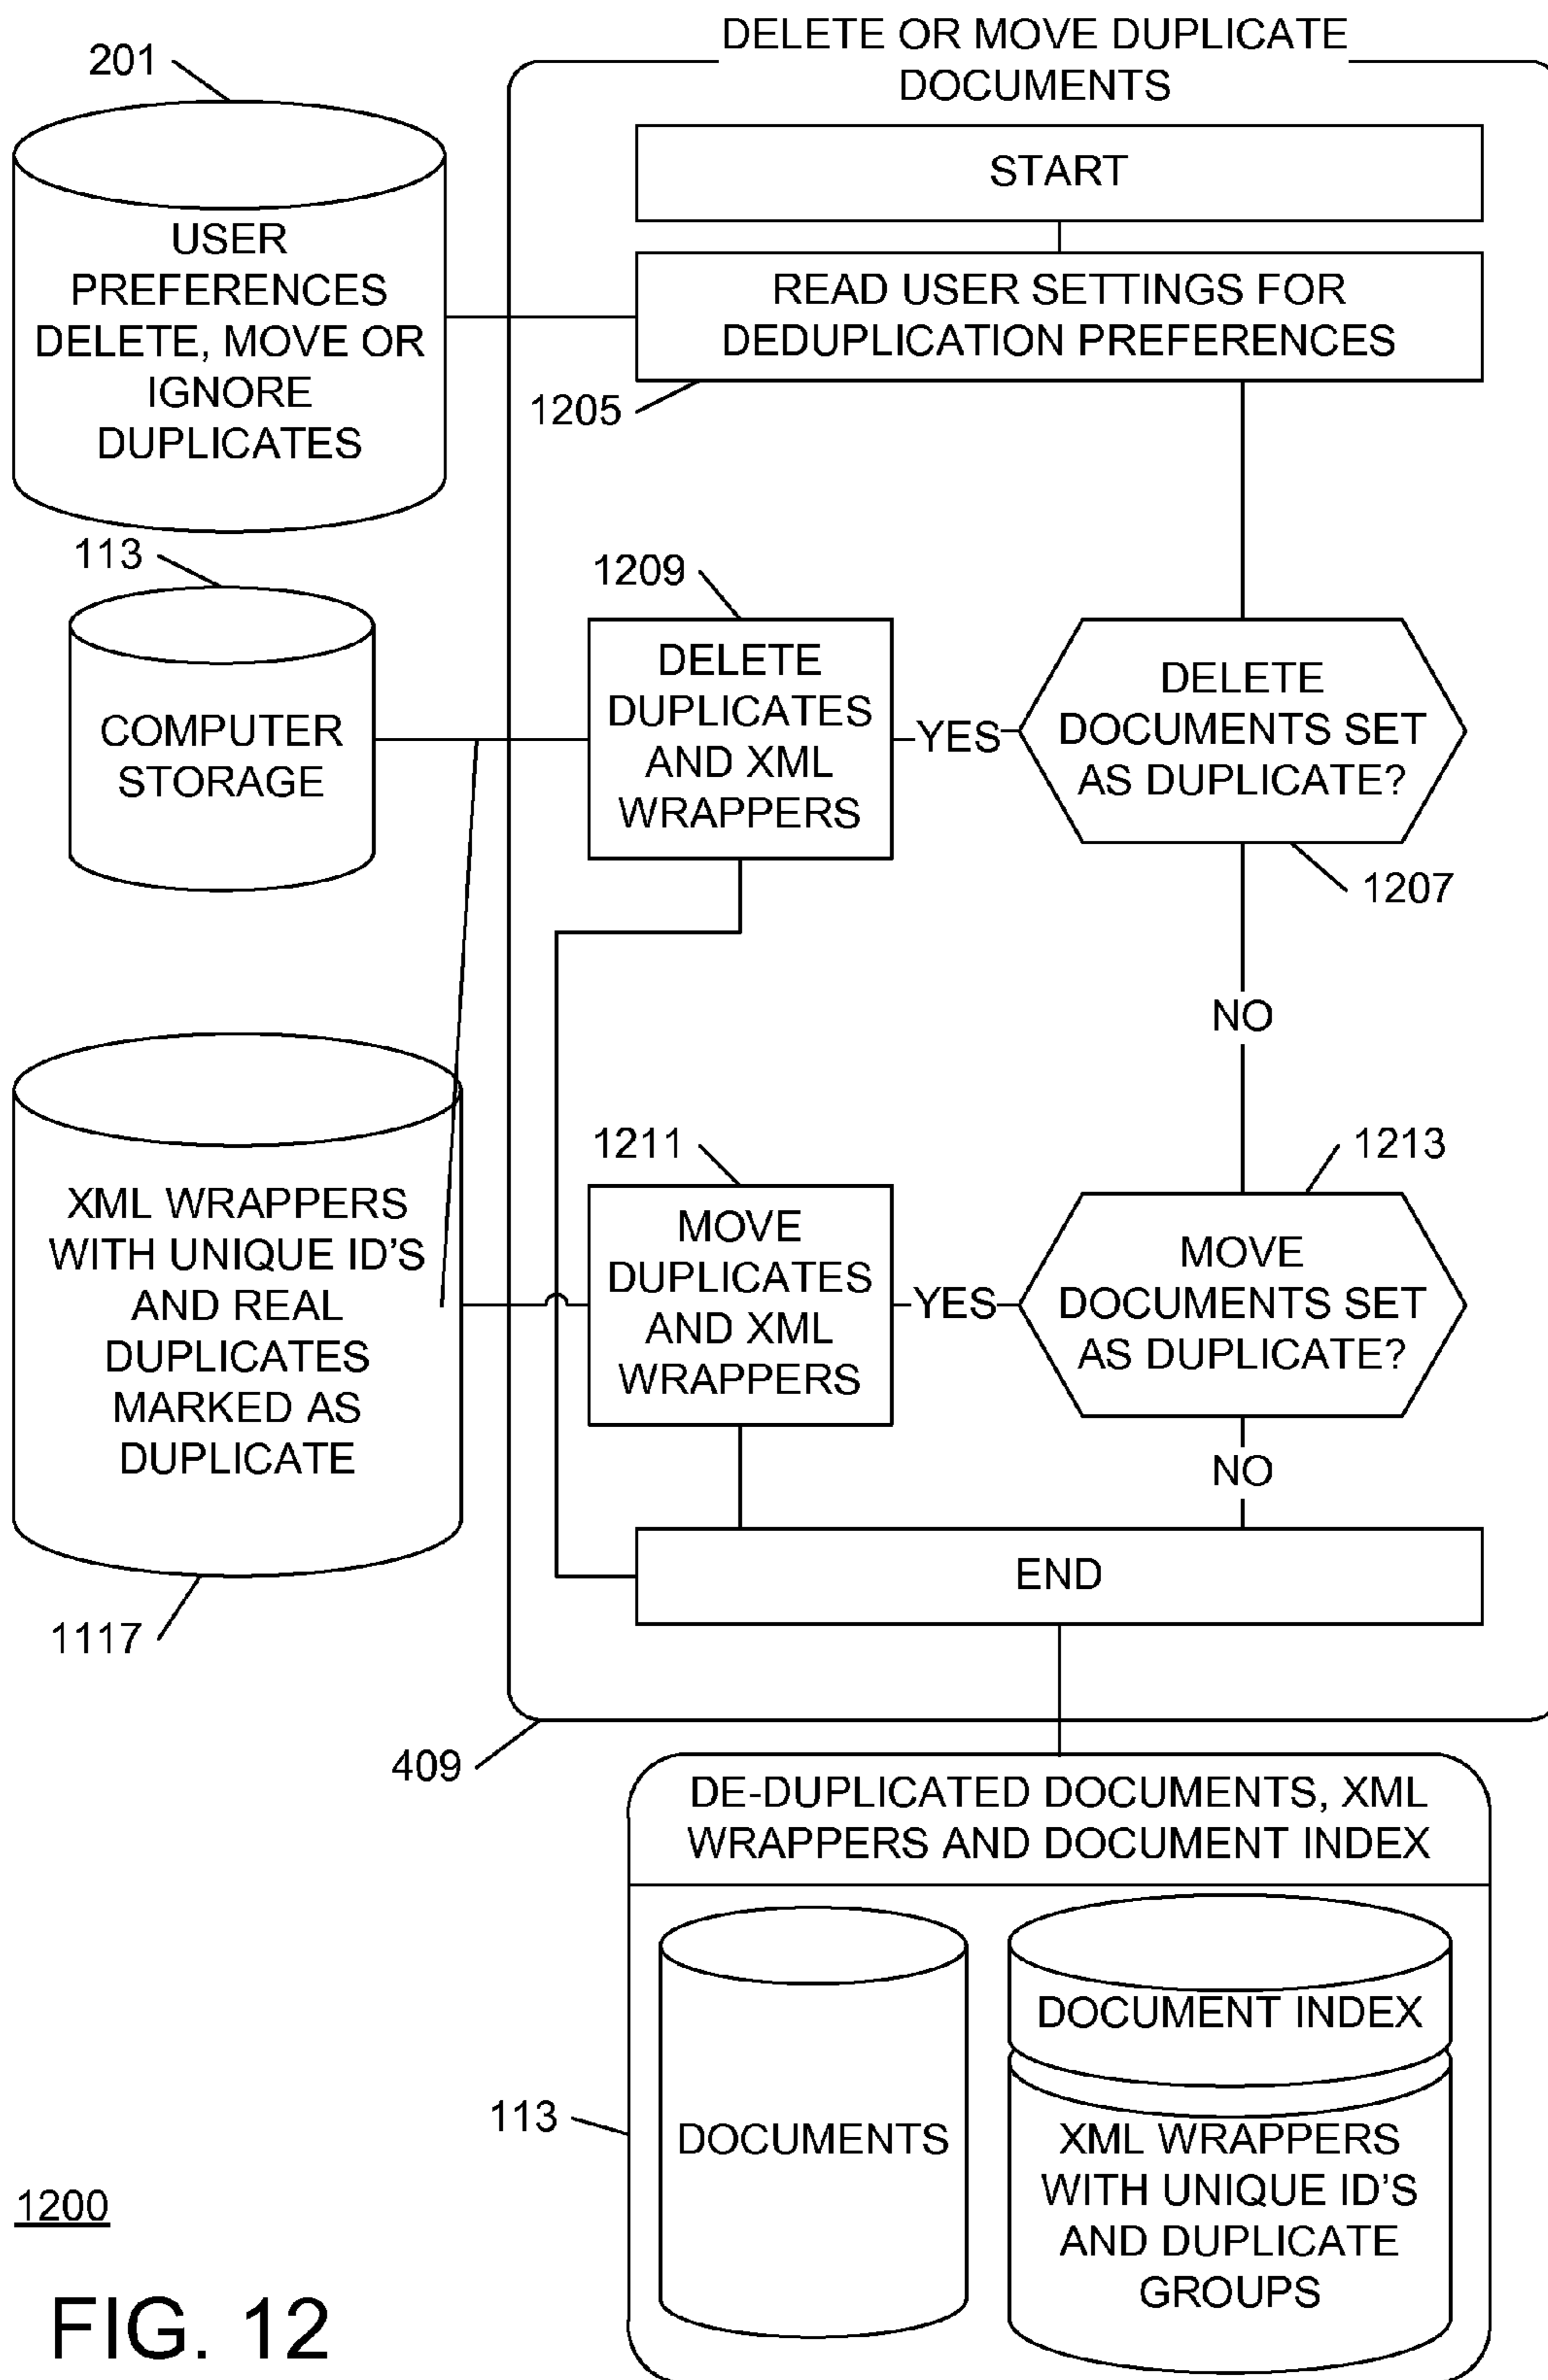 DELETE OR MOVE DUPLICATE
DOCUMENTS
201
START
USER
PREFERENCES
DELETE, MOVE OR
IGNORE
DUPLICATES
READ USER SETTINGS FOR
DEDUPLICATION PREFERENCES
1205
113
COMPUTER
STORAGE
1209
DELETE
DUPLICATES
AND XML
WRAPPERS
YES
DELETE
DOCUMENTS SET
AS DUPLICATE?
1207
NO
XML WRAPPERS
WITH UNIQUE ID'S
AND REAL
DUPLICATES
MARKED AS
DUPLICATE
1117
1211
MOVE
DUPLICATES
AND XML
WRAPPERS
YES
1213
MOVE
DOCUMENTS SET
AS DUPLICATE?
NO
END
409
DE-DUPLICATED DOCUMENTS, XML
WRAPPERS AND DOCUMENT INDEX
113
DOCUMENTS
DOCUMENT INDEX
XML WRAPPERS
WITH UNIQUE ID'S
AND DUPLICATE
GROUPS
1200
FIG. 12